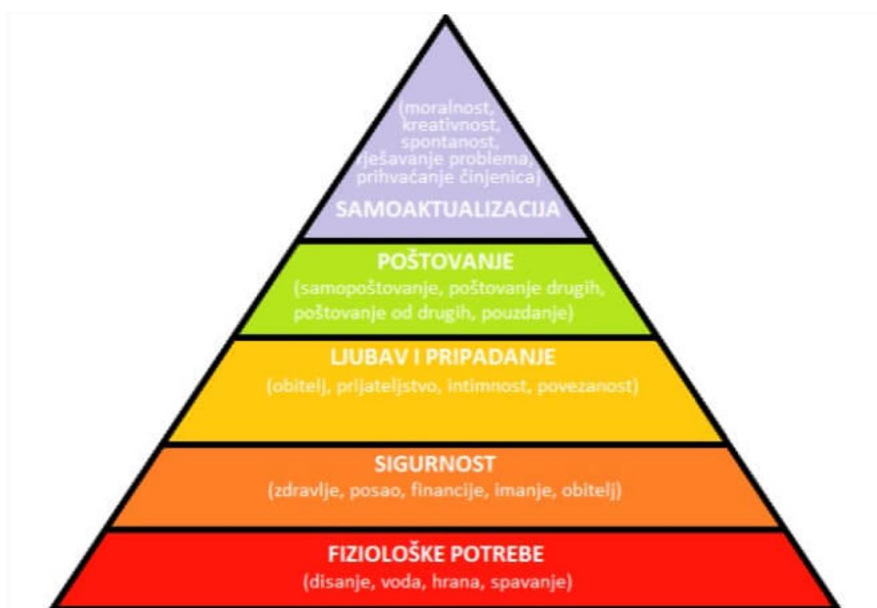 (moralnost,
kreativnost,
spontanost,
rješavanje problema,
prihvaćanje činjenica)
SAMOAKTUALIZACIJA
POŠTOVANJE
(samopoštovanje, poštovanje drugih,
poštovanje od drugih, pouzdanje)
LJUBAV I PRIPADANJE
(obitelj, prijateljstvo, intimnost, povezanost)
SIGURNOST
(zdravlje, posao, financije, imanje, obitelj)
FIZIOLOŠKE POTREBE
(disanje, voda, hrana, spavanje)